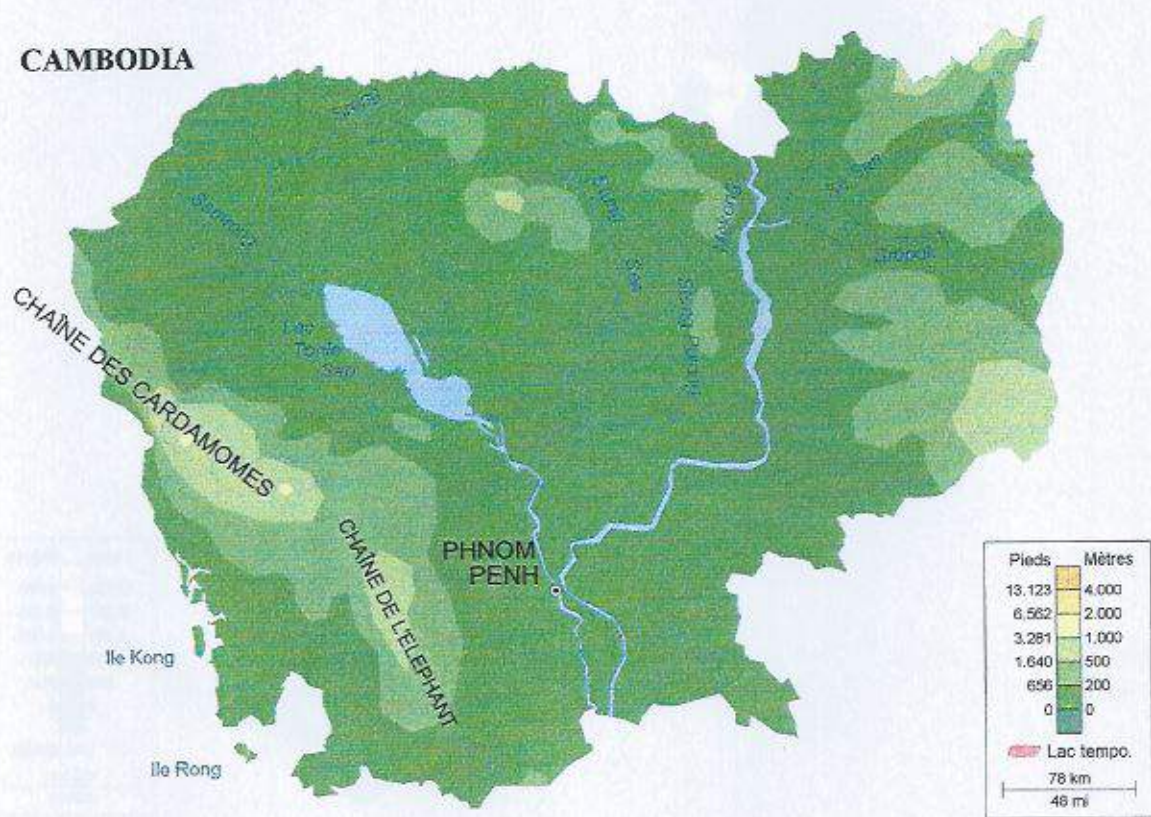 CAMBODIA
Mekong
Lac
Tonle
Sap
CHAÎNE DES CARDAMOMES
CHAÎNE DE L'ELEPHANT
PHNOM
PENH
Ile Kong
Ile Rong
Pieds Mètres
13.123 4.000
6,562 2.000
3.281 1.000
1.640 500
656 200
0 0
Lac tempo.
78 km
48 mi